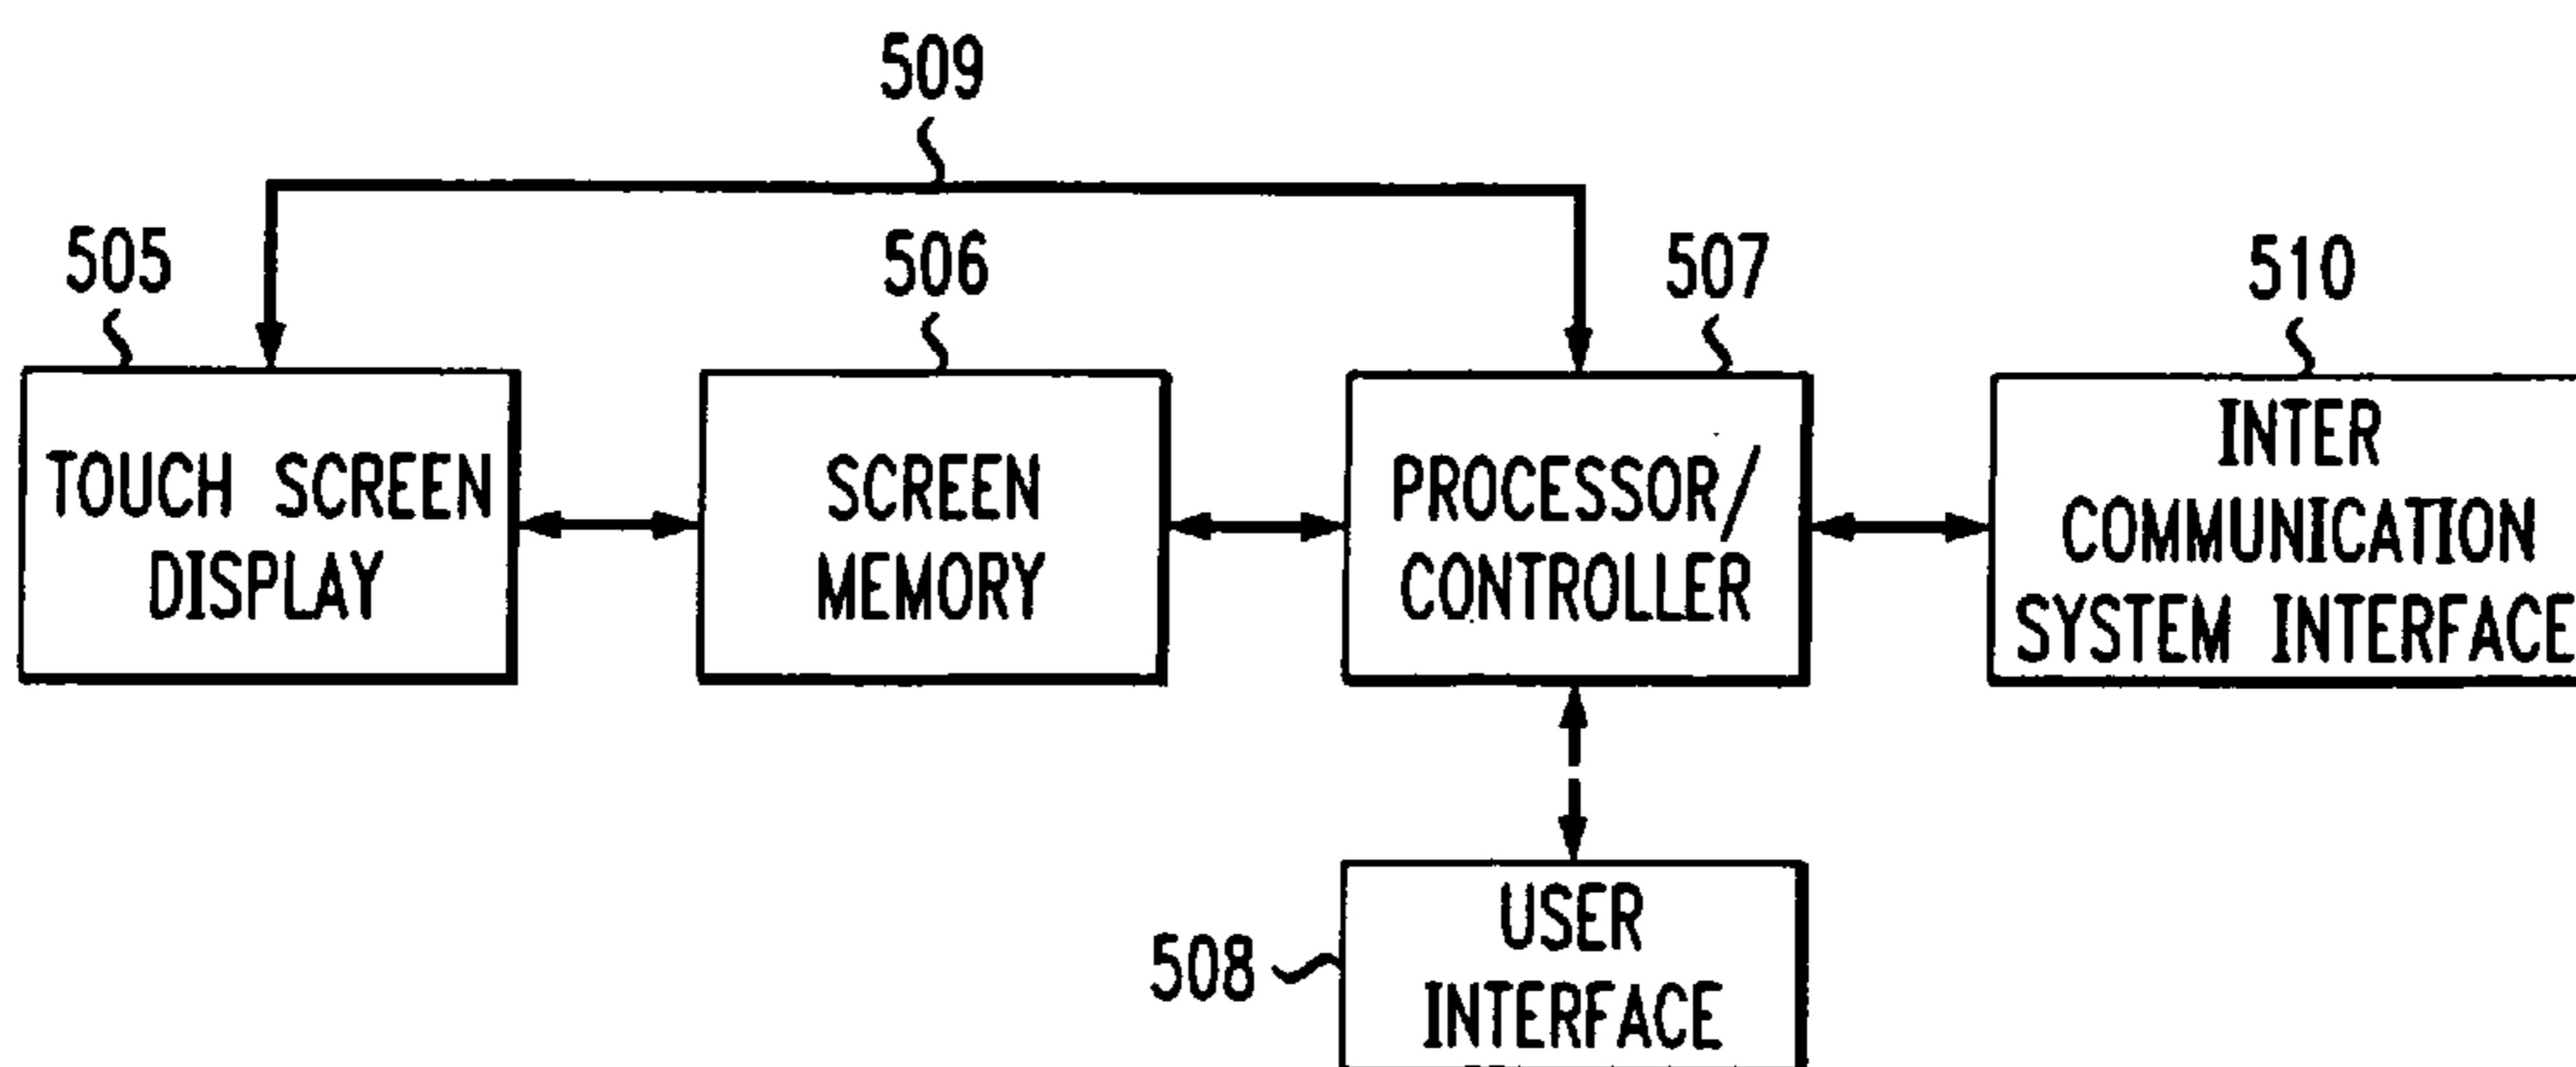 509
505
506
507
510
TOUCH SCREEN
DISPLAY
SCREEN
MEMORY
PROCESSOR/
CONTROLLER
INTER
COMMUNICATION
SYSTEM INTERFACE
508
USER
INTERFACE